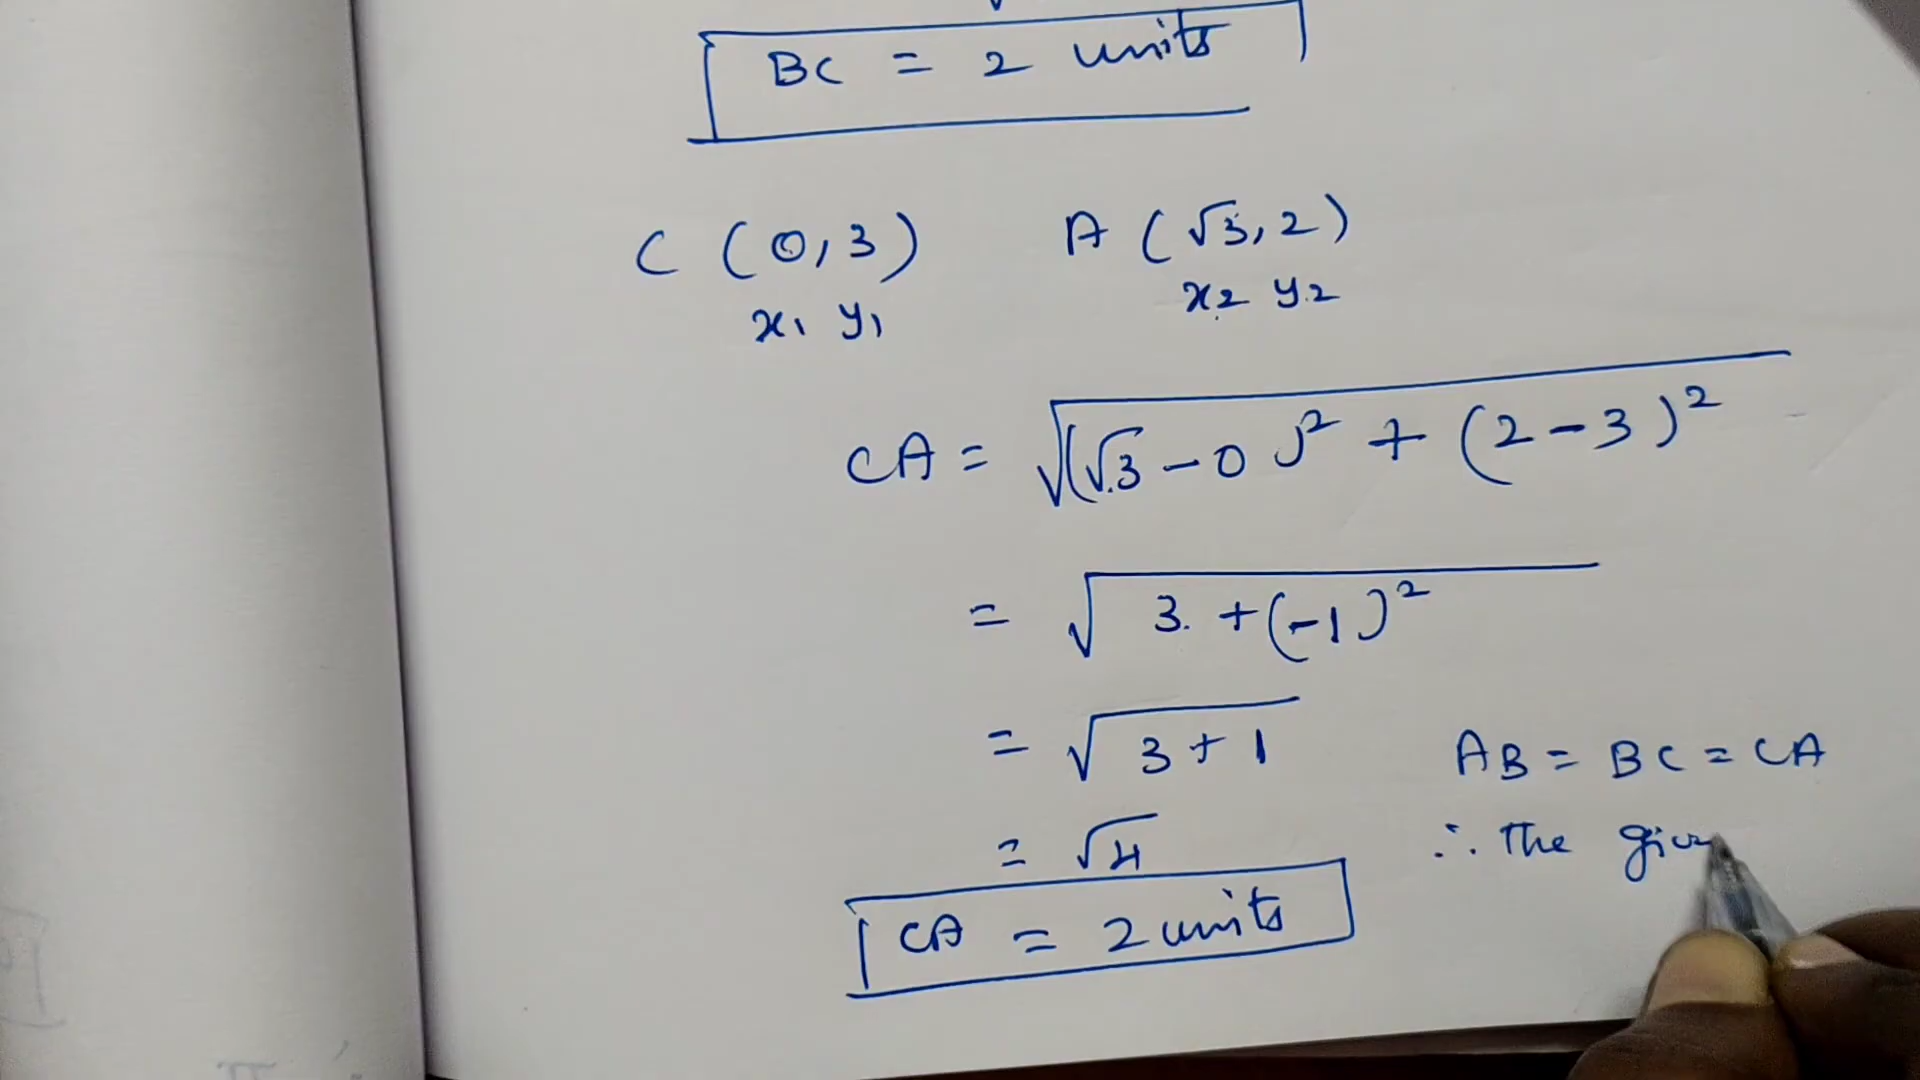 BC = 2 units
C (0,3) A (√3,2)
x1 y1 x2 y2
CA = √((√3-0)² + (2-3)²)
= √(3. +(-1)²)
= √(3+1)
= √4
CA = 2 units
AB = BC = CA
∴ The give